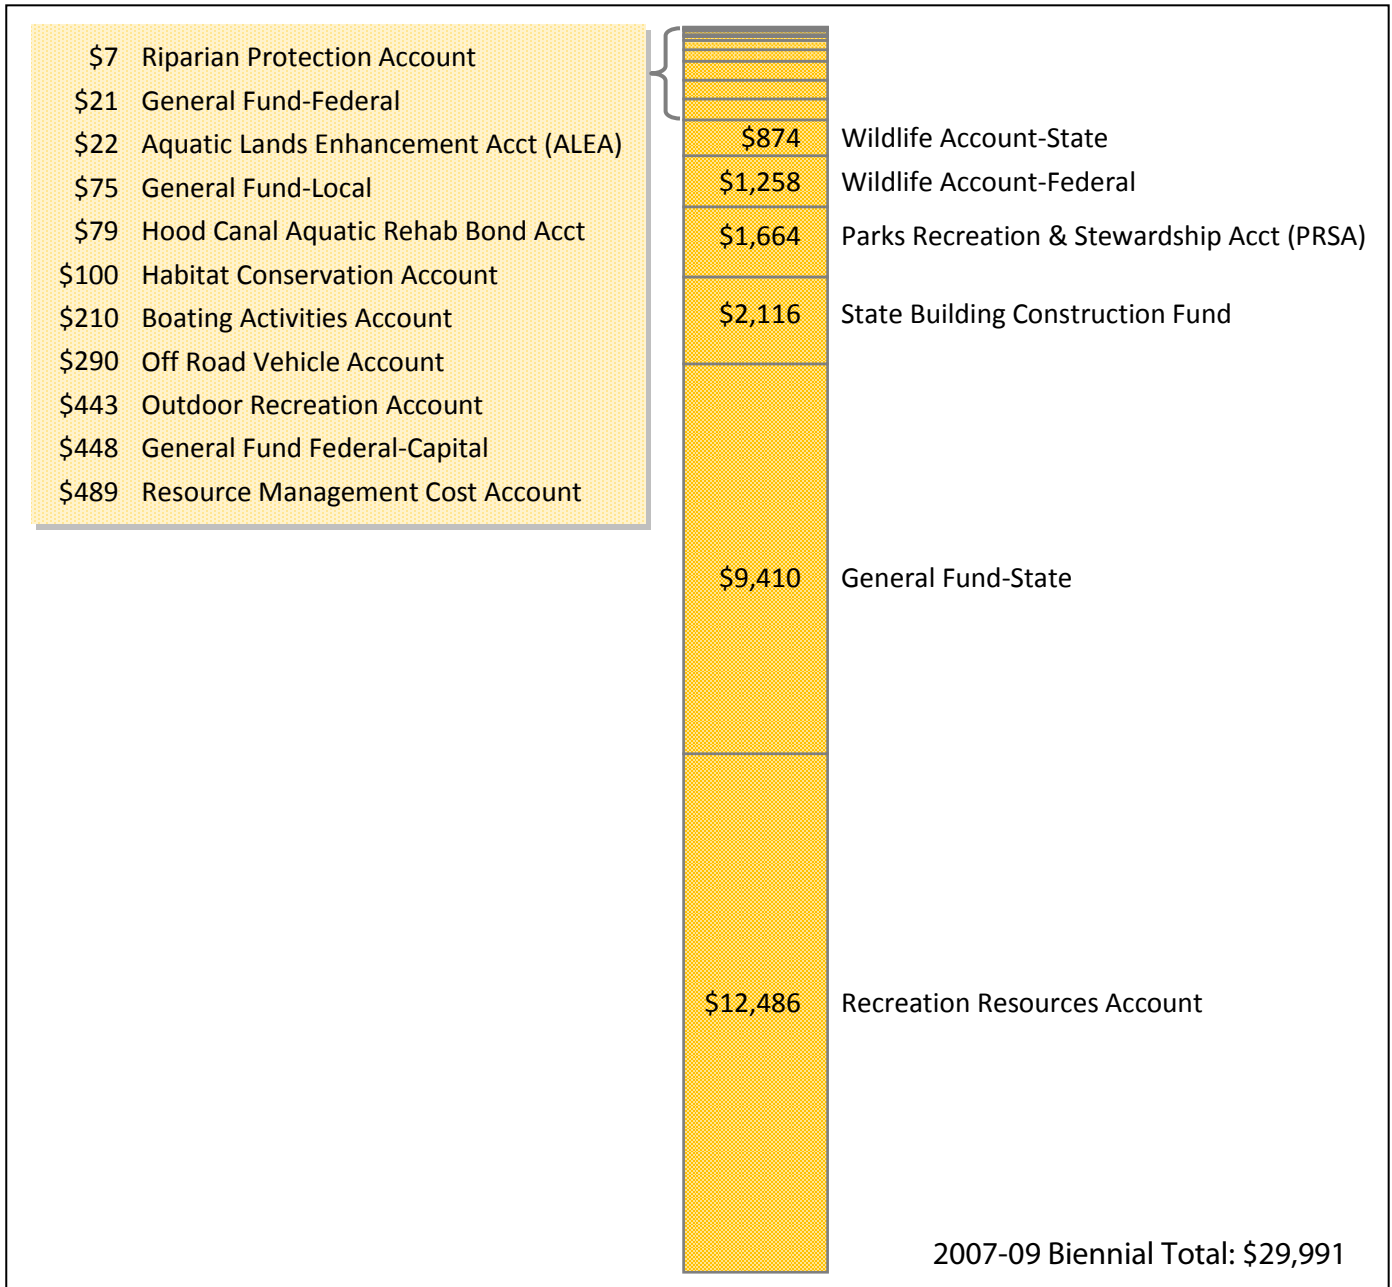 $7 Riparian Protection Account
$21 General Fund-Federal
$22 Aquatic Lands Enhancement Acct (ALEA)
$75 General Fund-Local
$79 Hood Canal Aquatic Rehab Bond Acct
$100 Habitat Conservation Account
$210 Boating Activities Account
$290 Off Road Vehicle Account
$443 Outdoor Recreation Account
$448 General Fund Federal-Capital
$489 Resource Management Cost Account
$874 Wildlife Account-State
$1,258 Wildlife Account-Federal
$1,664 Parks Recreation & Stewardship Acct (PRSA)
$2,116 State Building Construction Fund
$9,410 General Fund-State
$12,486 Recreation Resources Account
2007-09 Biennial Total: $29,991